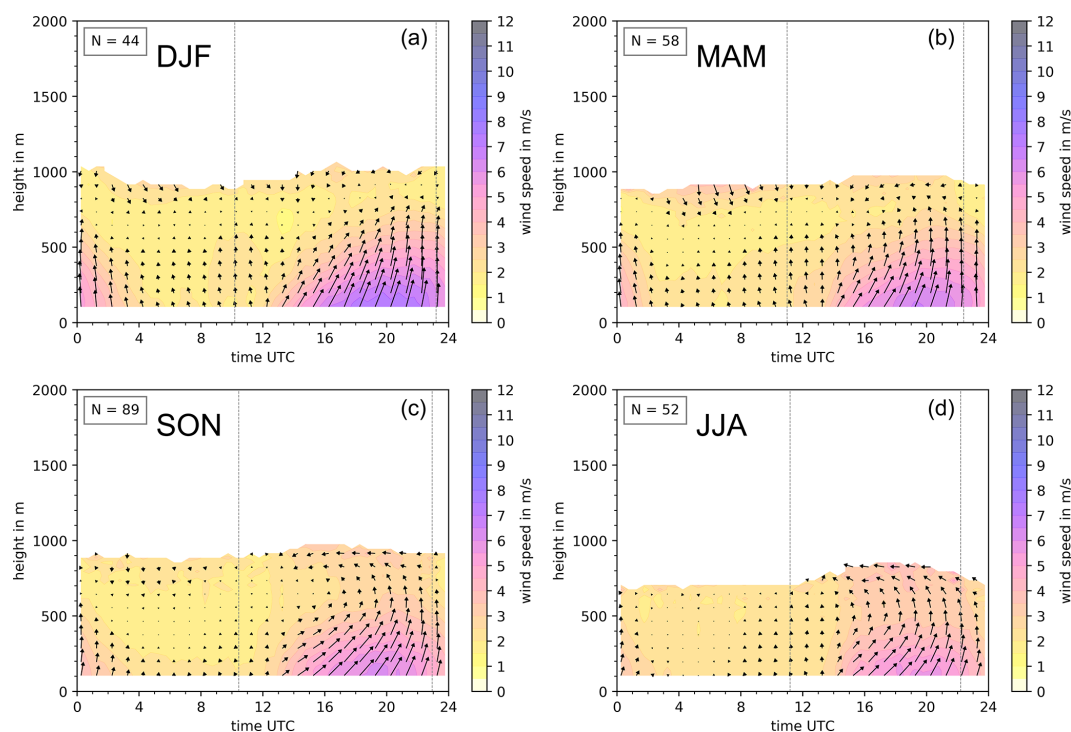 N = 44
DJF
(a)
2000
1500
1000
500
0
height in m
0 4 8 12 16 20 24
time UTC
12
11
10
9
8
7
6
5
4
3
2
1
0
wind speed in m/s
N = 58
MAM
(b)
2000
1500
1000
500
0
height in m
0 4 8 12 16 20 24
time UTC
12
11
10
9
8
7
6
5
4
3
2
1
0
wind speed in m/s
N = 89
SON
(c)
2000
1500
1000
500
0
height in m
0 4 8 12 16 20 24
time UTC
12
11
10
9
8
7
6
5
4
3
2
1
0
wind speed in m/s
N = 52
JJA
(d)
2000
1500
1000
500
0
height in m
0 4 8 12 16 20 24
time UTC
12
11
10
9
8
7
6
5
4
3
2
1
0
wind speed in m/s